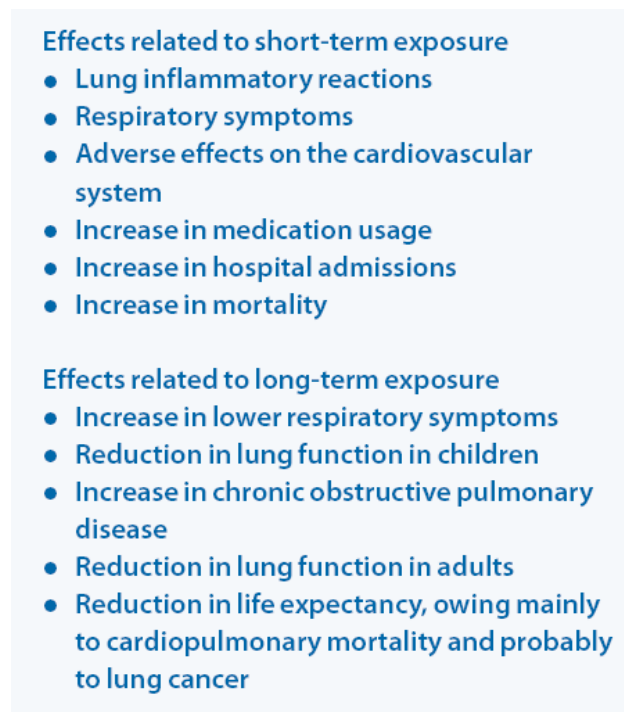 Effects related to short-term exposure
● Lung inflammatory reactions
● Respiratory symptoms
● Adverse effects on the cardiovascular
system
● Increase in medication usage
● Increase in hospital admissions
● Increase in mortality
Effects related to long-term exposure
● Increase in lower respiratory symptoms
● Reduction in lung function in children
● Increase in chronic obstructive pulmonary
disease
● Reduction in lung function in adults
● Reduction in life expectancy, owing mainly
to cardiopulmonary mortality and probably
to lung cancer